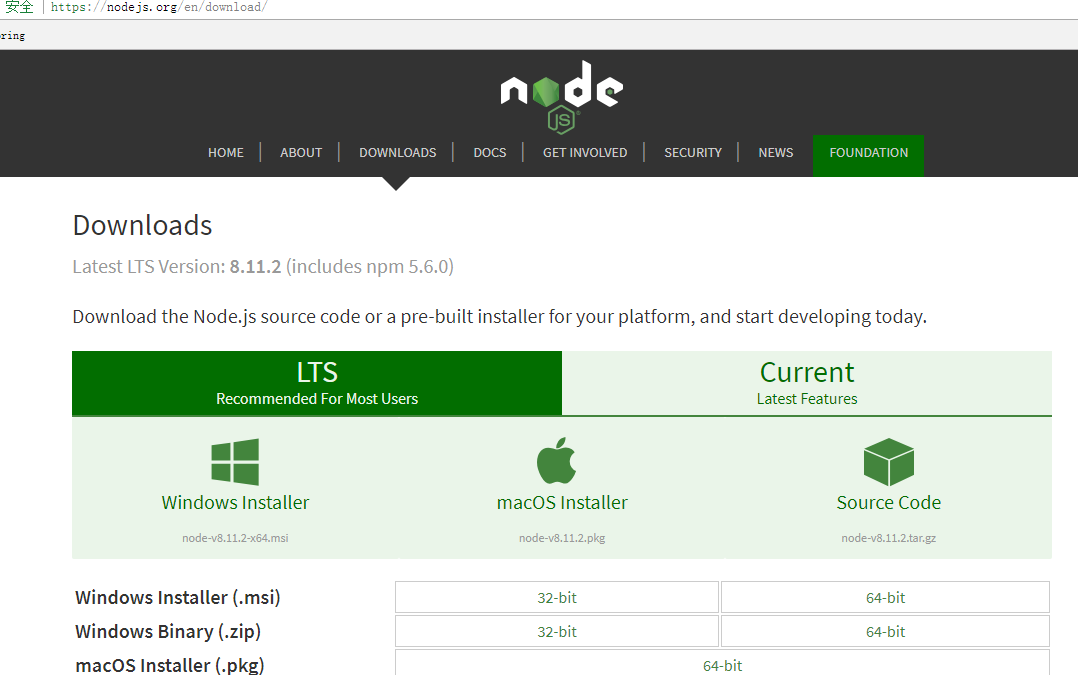 安全 | https://nodejs.org/en/download/
ring
node
JS
HOME | ABOUT | DOWNLOADS | DOCS | GET INVOLVED | SECURITY | NEWS FOUNDATION
Downloads
Latest LTS Version: 8.11.2 (includes npm 5.6.0)
Download the Node.js source code or a pre-built installer for your platform, and start developing today.
LTS Current
Recommended For Most Users Latest Features
Windows Installer macOS Installer Source Code
node-v8.11.2-x64.msi node-v8.11.2.pkg node-v8.11.2.tar.gz
Windows Installer (.msi) 32-bit 64-bit
Windows Binary (.zip) 32-bit 64-bit
macOS Installer (.pkg) 64-bit